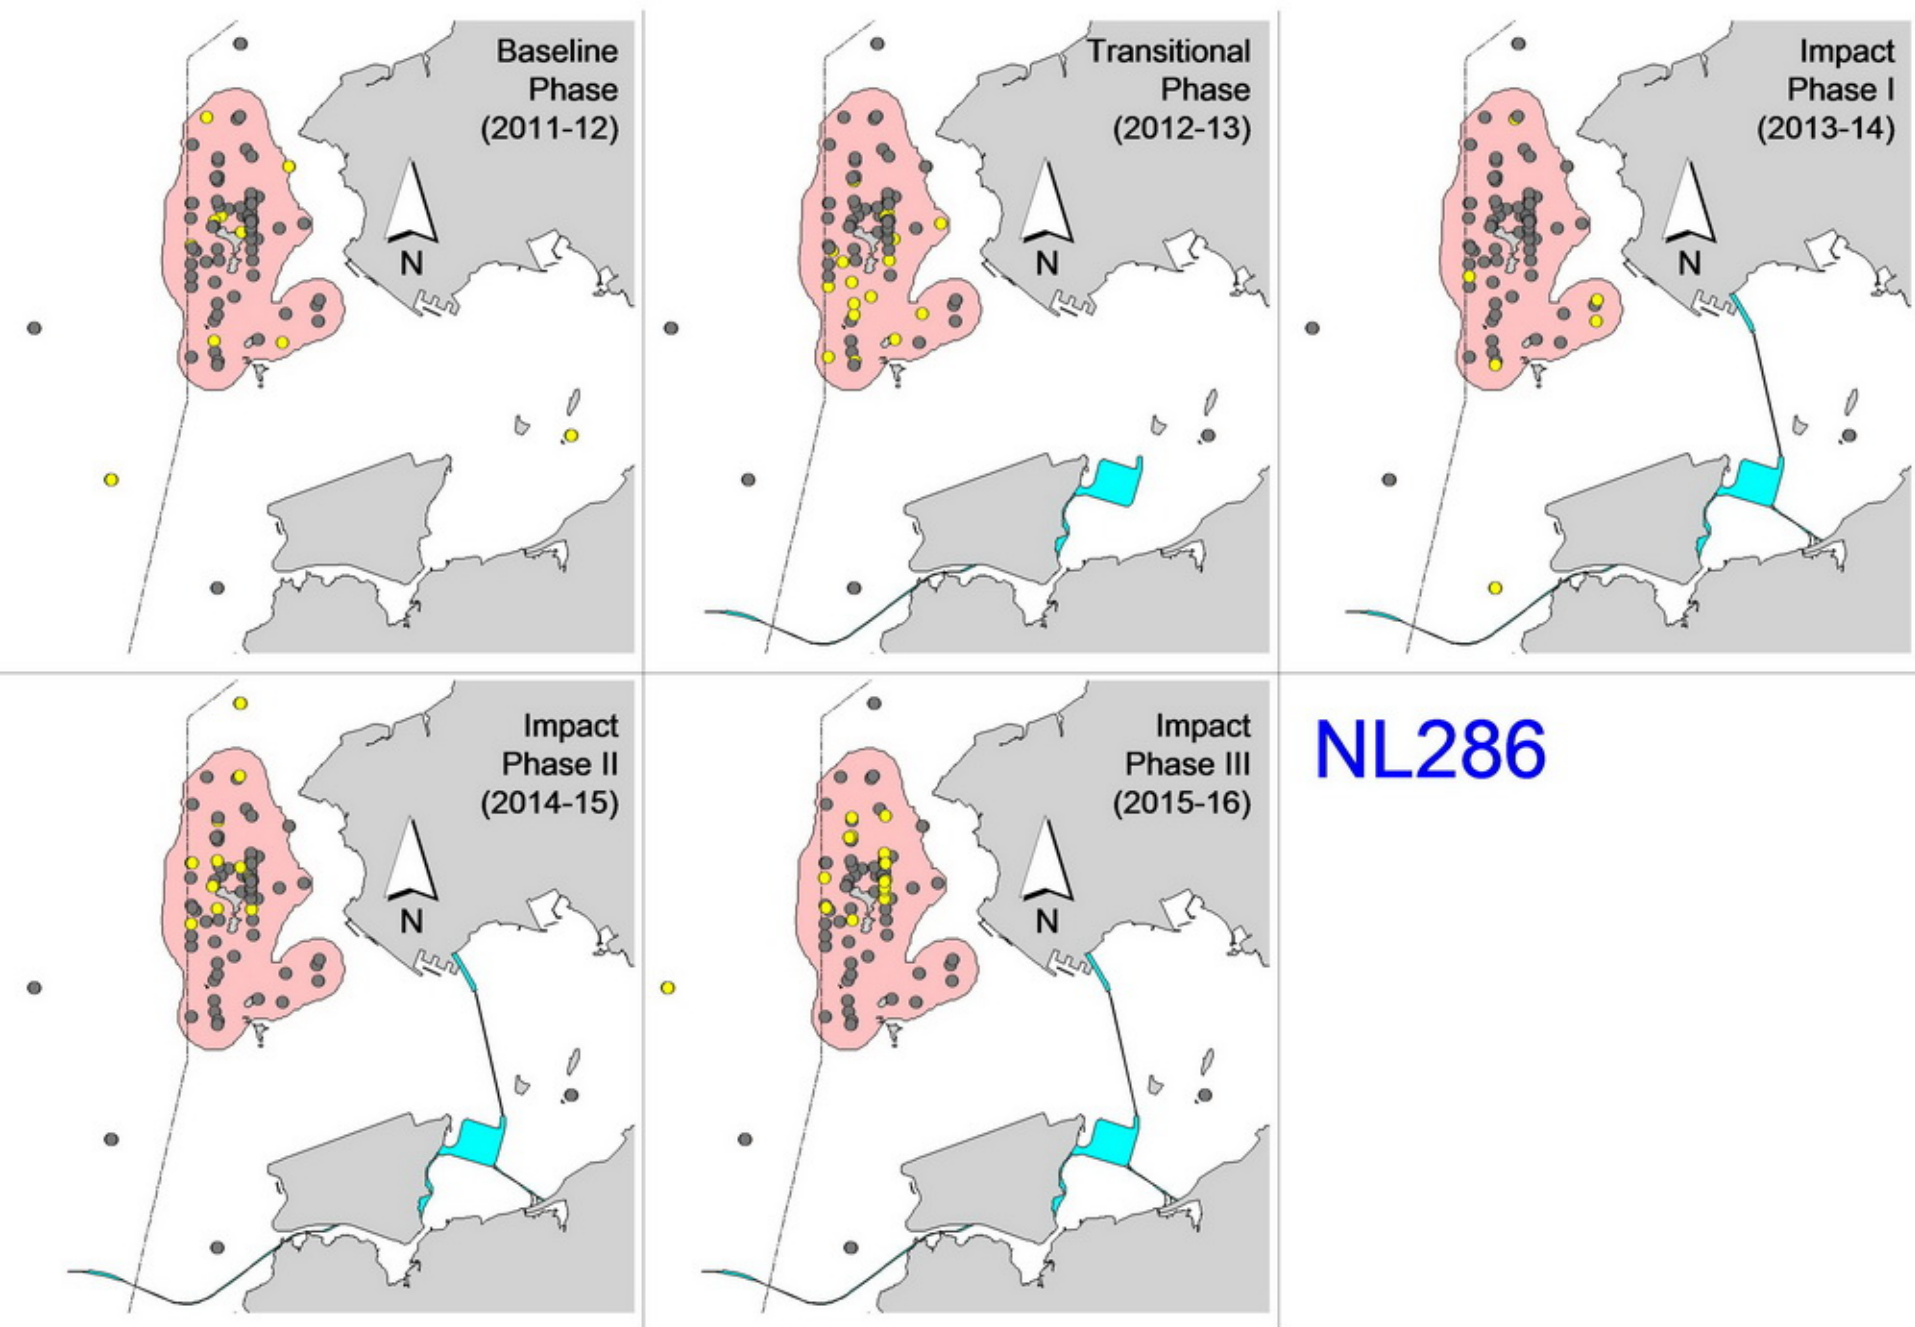 Baseline
Phase
(2011-12)
N
Transitional
Phase
(2012-13)
N
Impact
Phase I
(2013-14)
N
Impact
Phase II
(2014-15)
N
Impact
Phase III
(2015-16)
N
NL286